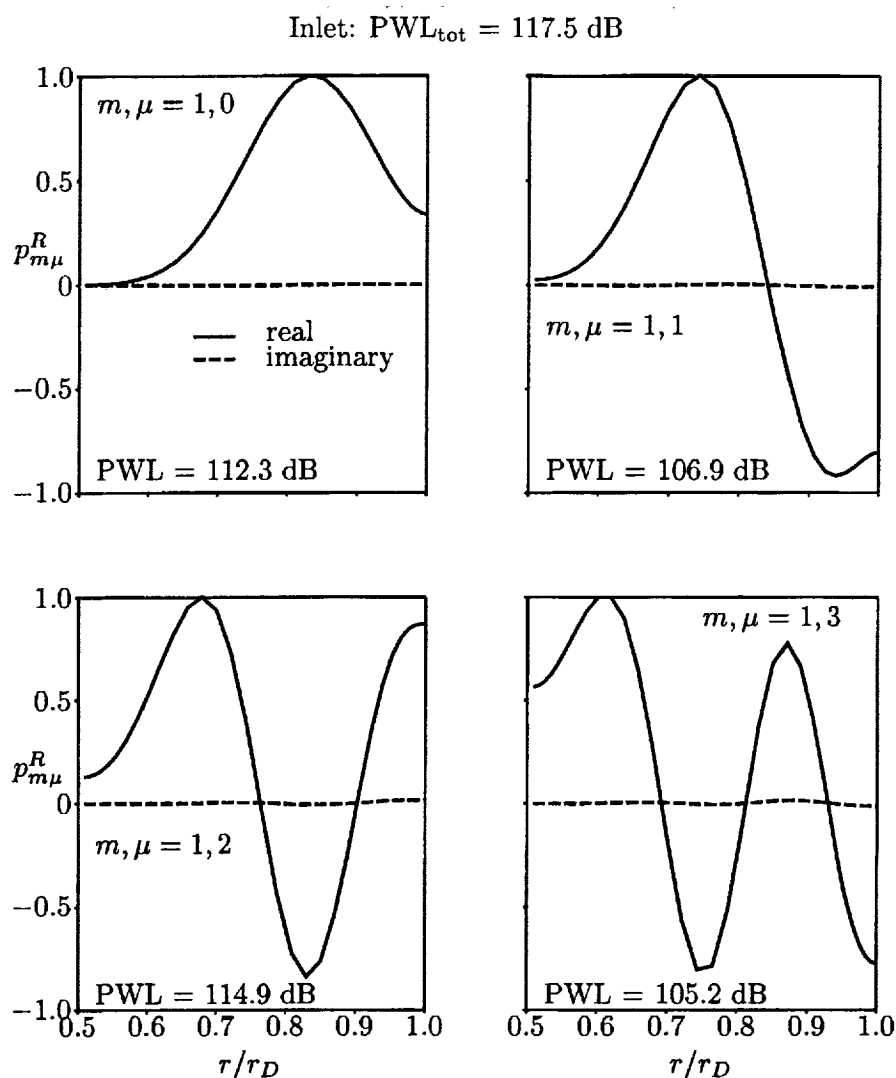 Inlet: PWL_tot = 117.5 dB
1.0
m, μ = 1, 0
0.5
p^R_mμ
0
real
imaginary
−0.5
PWL = 112.3 dB
−1.0
m, μ = 1, 1
PWL = 106.9 dB
1.0
0.5
p^R_mμ
0
m, μ = 1, 2
−0.5
PWL = 114.9 dB
−1.0
0.5 0.6 0.7 0.8 0.9 1.0
r/r_D
m, μ = 1, 3
PWL = 105.2 dB
0.5 0.6 0.7 0.8 0.9 1.0
r/r_D